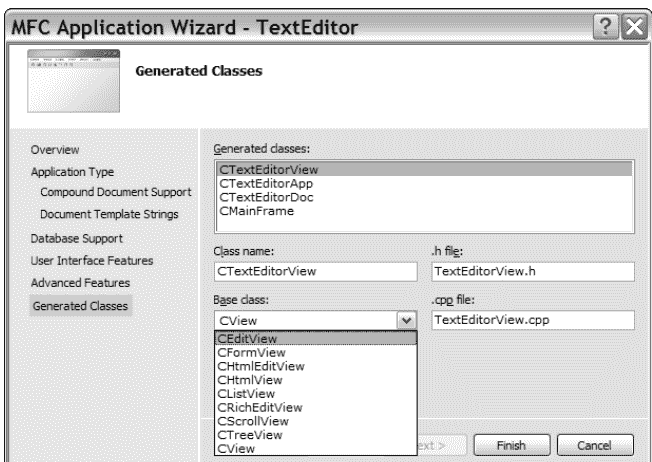 MFC Application Wizard - TextEditor
Generated Classes
Overview
Application Type
Compound Document Support
Document Template Strings
Database Support
User Interface Features
Advanced Features
Generated Classes
Generated classes:
CTextEditorView
CTextEditorApp
CTextEditorDoc
CMainFrame
Class name:
CTextEditorView
.h file:
TextEditorView.h
Base class:
CView
.cpp file:
TextEditorView.cpp
CEditView
CFormView
CHtmlEditView
CHtmlView
CListView
CRichEditView
CScrollView
CTreeView
CView
ext >
Finish
Cancel